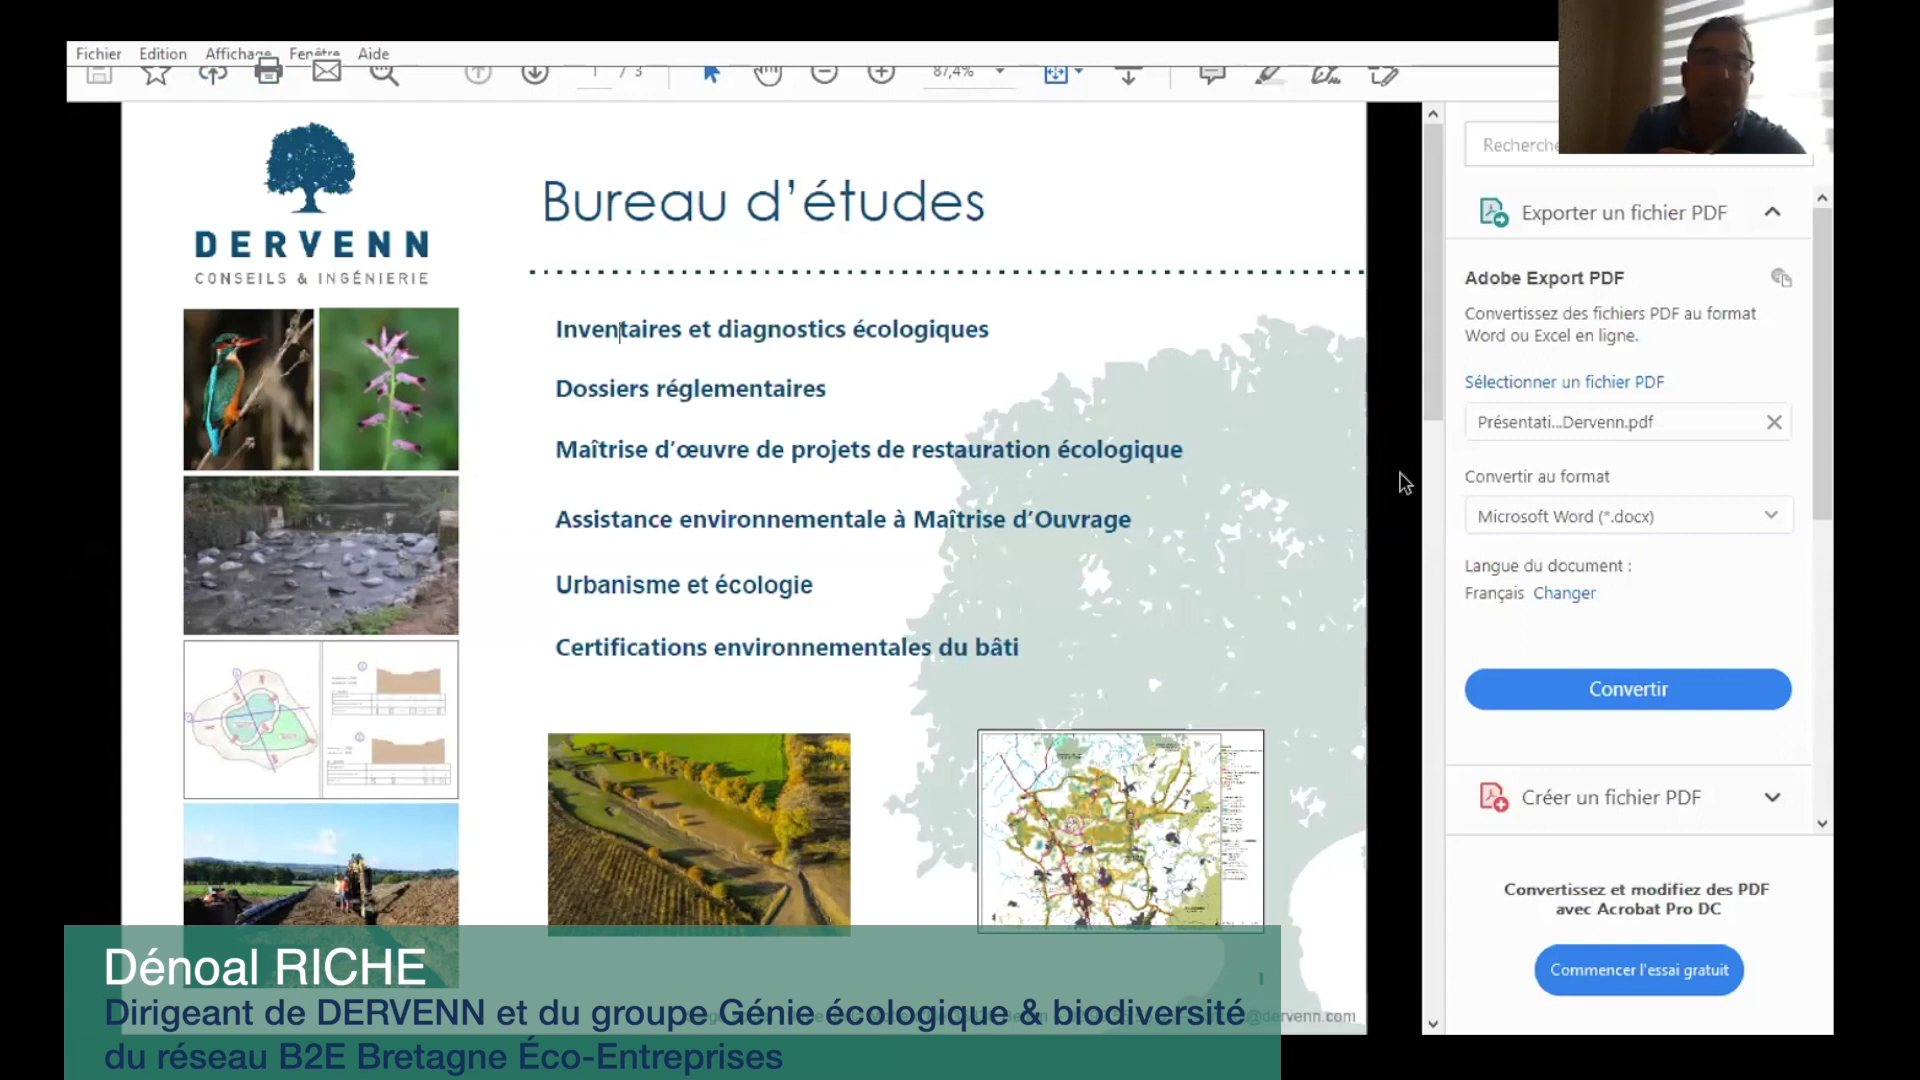 Fichier Edition Affichage Fenêtre Aide
1 / 3
87,4%
DERVENN
CONSEILS & INGÉNIERIE
Bureau d’études
Inventaires et diagnostics écologiques
Dossiers réglementaires
Maîtrise d’œuvre de projets de restauration écologique
Assistance environnementale à Maîtrise d’Ouvrage
Urbanisme et écologie
Certifications environnementales du bâti
1
@dervenn.com
Recherche
Exporter un fichier PDF
Adobe Export PDF
Convertissez des fichiers PDF au format
Word ou Excel en ligne.
Sélectionner un fichier PDF
Présentati...Dervenn.pdf
Convertir au format
Microsoft Word (*.docx)
Langue du document :
Français Changer
Convertir
Créer un fichier PDF
Convertissez et modifiez des PDF
avec Acrobat Pro DC
Commencer l'essai gratuit
Dénoal RICHE
Dirigeant de DERVENN et du groupe Génie écologique & biodiversité
du réseau B2E Bretagne Éco-Entreprises